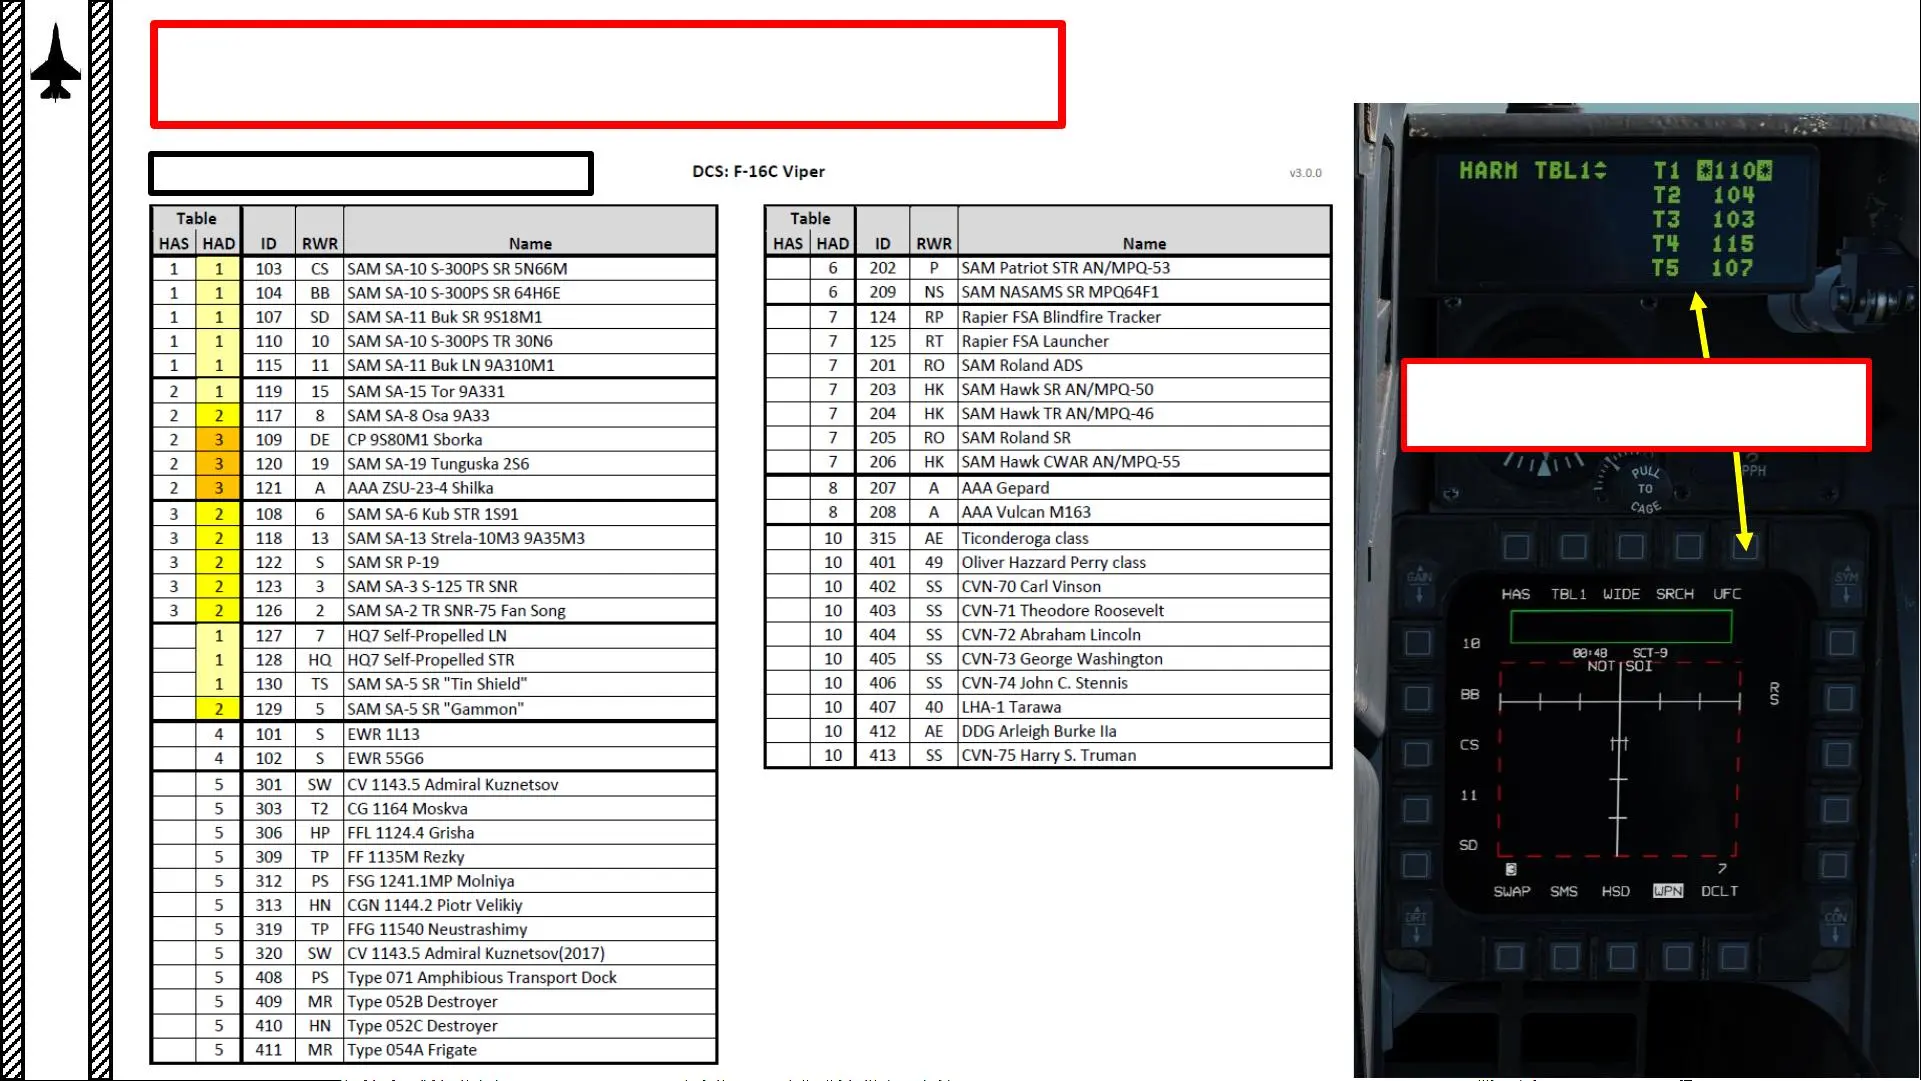 DCS: F-16C Viper
v3.0.0
Table
HAS HAD ID RWR Name
1 1 103 CS SAM SA-10 S-300PS SR 5N66M
1 1 104 BB SAM SA-10 S-300PS SR 64H6E
1 1 107 SD SAM SA-11 Buk SR 9S18M1
1 1 110 10 SAM SA-10 S-300PS TR 30N6
1 1 115 11 SAM SA-11 Buk LN 9A310M1
2 1 119 15 SAM SA-15 Tor 9A331
2 2 117 8 SAM SA-8 Osa 9A33
2 3 109 DE CP 9S80M1 Sborka
2 3 120 19 SAM SA-19 Tunguska 2S6
2 3 121 A AAA ZSU-23-4 Shilka
3 2 108 6 SAM SA-6 Kub STR 1S91
3 2 118 13 SAM SA-13 Strela-10M3 9A35M3
3 2 122 S SAM SR P-19
3 2 123 3 SAM SA-3 S-125 TR SNR
3 2 126 2 SAM SA-2 TR SNR-75 Fan Song
1 127 7 HQ7 Self-Propelled LN
1 128 HQ HQ7 Self-Propelled STR
1 130 TS SAM SA-5 SR "Tin Shield"
2 129 5 SAM SA-5 SR "Gammon"
4 101 S EWR 1L13
4 102 S EWR 55G6
5 301 SW CV 1143.5 Admiral Kuznetsov
5 303 T2 CG 1164 Moskva
5 306 HP FFL 1124.4 Grisha
5 309 TP FF 1135M Rezky
5 312 PS FSG 1241.1MP Molniya
5 313 HN CGN 1144.2 Piotr Velikiy
5 319 TP FFG 11540 Neustrashimy
5 320 SW CV 1143.5 Admiral Kuznetsov(2017)
5 408 PS Type 071 Amphibious Transport Dock
5 409 MR Type 052B Destroyer
5 410 HN Type 052C Destroyer
5 411 MR Type 054A Frigate
Table
HAS HAD ID RWR Name
6 202 P SAM Patriot STR AN/MPQ-53
6 209 NS SAM NASAMS SR MPQ64F1
7 124 RP Rapier FSA Blindfire Tracker
7 125 RT Rapier FSA Launcher
7 201 RO SAM Roland ADS
7 203 HK SAM Hawk SR AN/MPQ-50
7 204 HK SAM Hawk TR AN/MPQ-46
7 205 RO SAM Roland SR
7 206 HK SAM Hawk CWAR AN/MPQ-55
8 207 A AAA Gepard
8 208 A AAA Vulcan M163
10 315 AE Ticonderoga class
10 401 49 Oliver Hazzard Perry class
10 402 SS CVN-70 Carl Vinson
10 403 SS CVN-71 Theodore Roosevelt
10 404 SS CVN-72 Abraham Lincoln
10 405 SS CVN-73 George Washington
10 406 SS CVN-74 John C. Stennis
10 407 40 LHA-1 Tarawa
10 412 AE DDG Arleigh Burke IIa
10 413 SS CVN-75 Harry S. Truman
HARM TBL1 T1 *110*
T2 104
T3 103
T4 115
T5 107
PULL
TO
CAGE
PPH
GAIN
SYM
HAS TBL1 WIDE SRCH UFC
10
00:48 SCT-9
NOT SOI
BB
R
S
CS
11
SD
3 7
SWAP SMS HSD WPN DCLT
BRT
CON